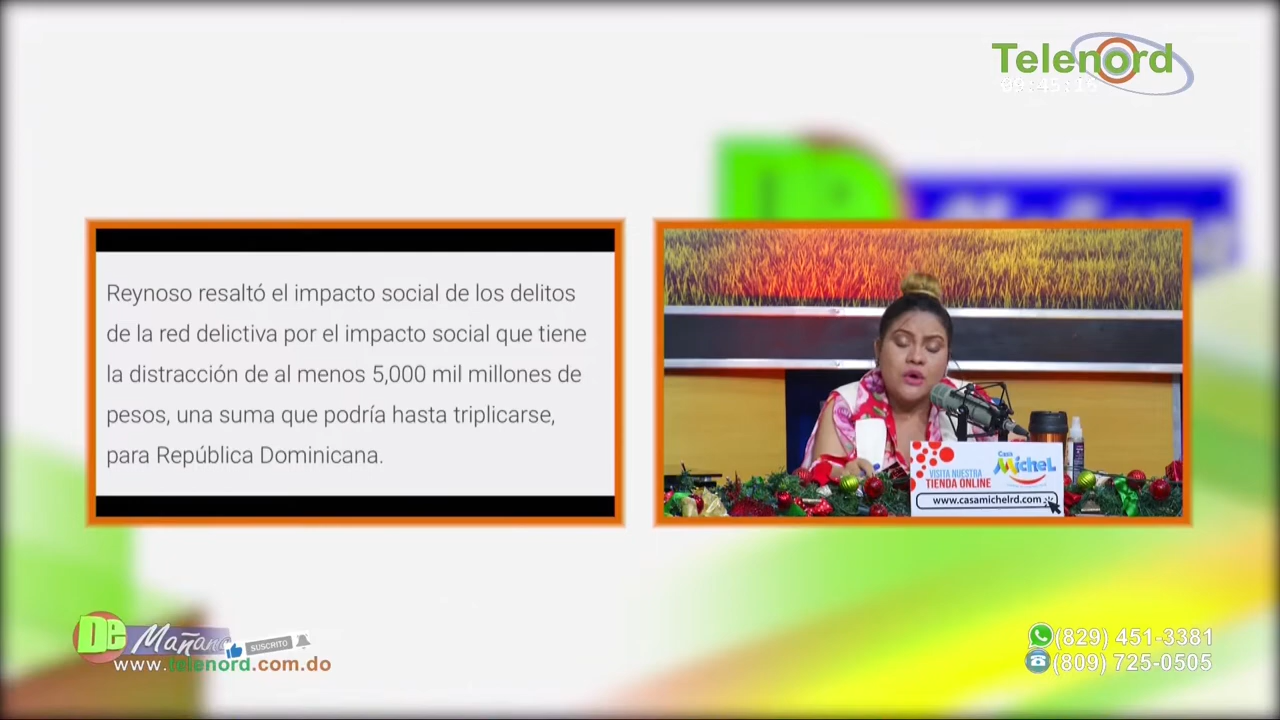 Telenord
09:45:16
Reynoso resaltó el impacto social de los delitos
de la red delictiva por el impacto social que tiene
la distracción de al menos 5,000 mil millones de
pesos, una suma que podría hasta triplicarse,
para República Dominicana.
VISITA NUESTRA
TIENDA ONLINE
Casa
Michel
www.casamichelrd.com
De Mañana
SUSCRITO
www.telenord.com.do
(829) 451-3381
(809) 725-0505